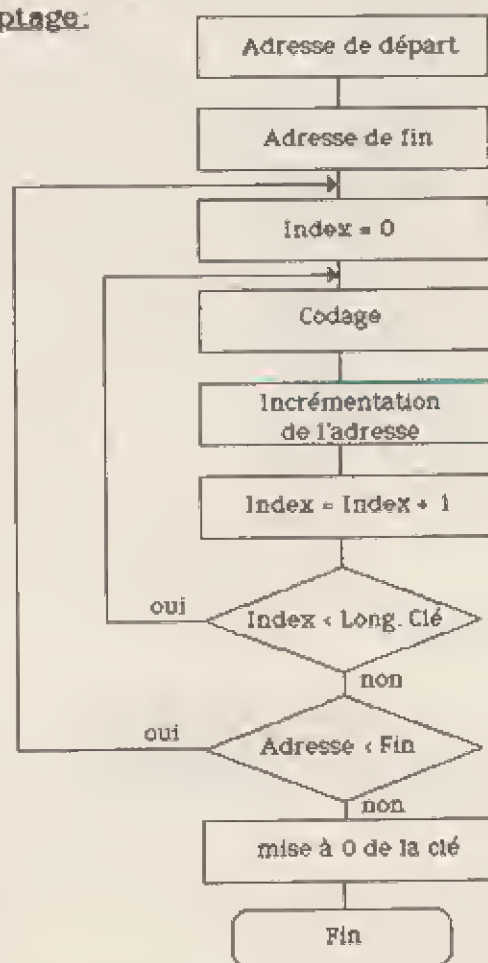 ptage:
Adresse de départ
Adresse de fin
Index = 0
Codage
Incrémentation
de l'adresse
Index = Index + 1
oui
Index < Long. Clé
non
oui
Adresse < Fin
non
mise à 0 de la clé
Fin